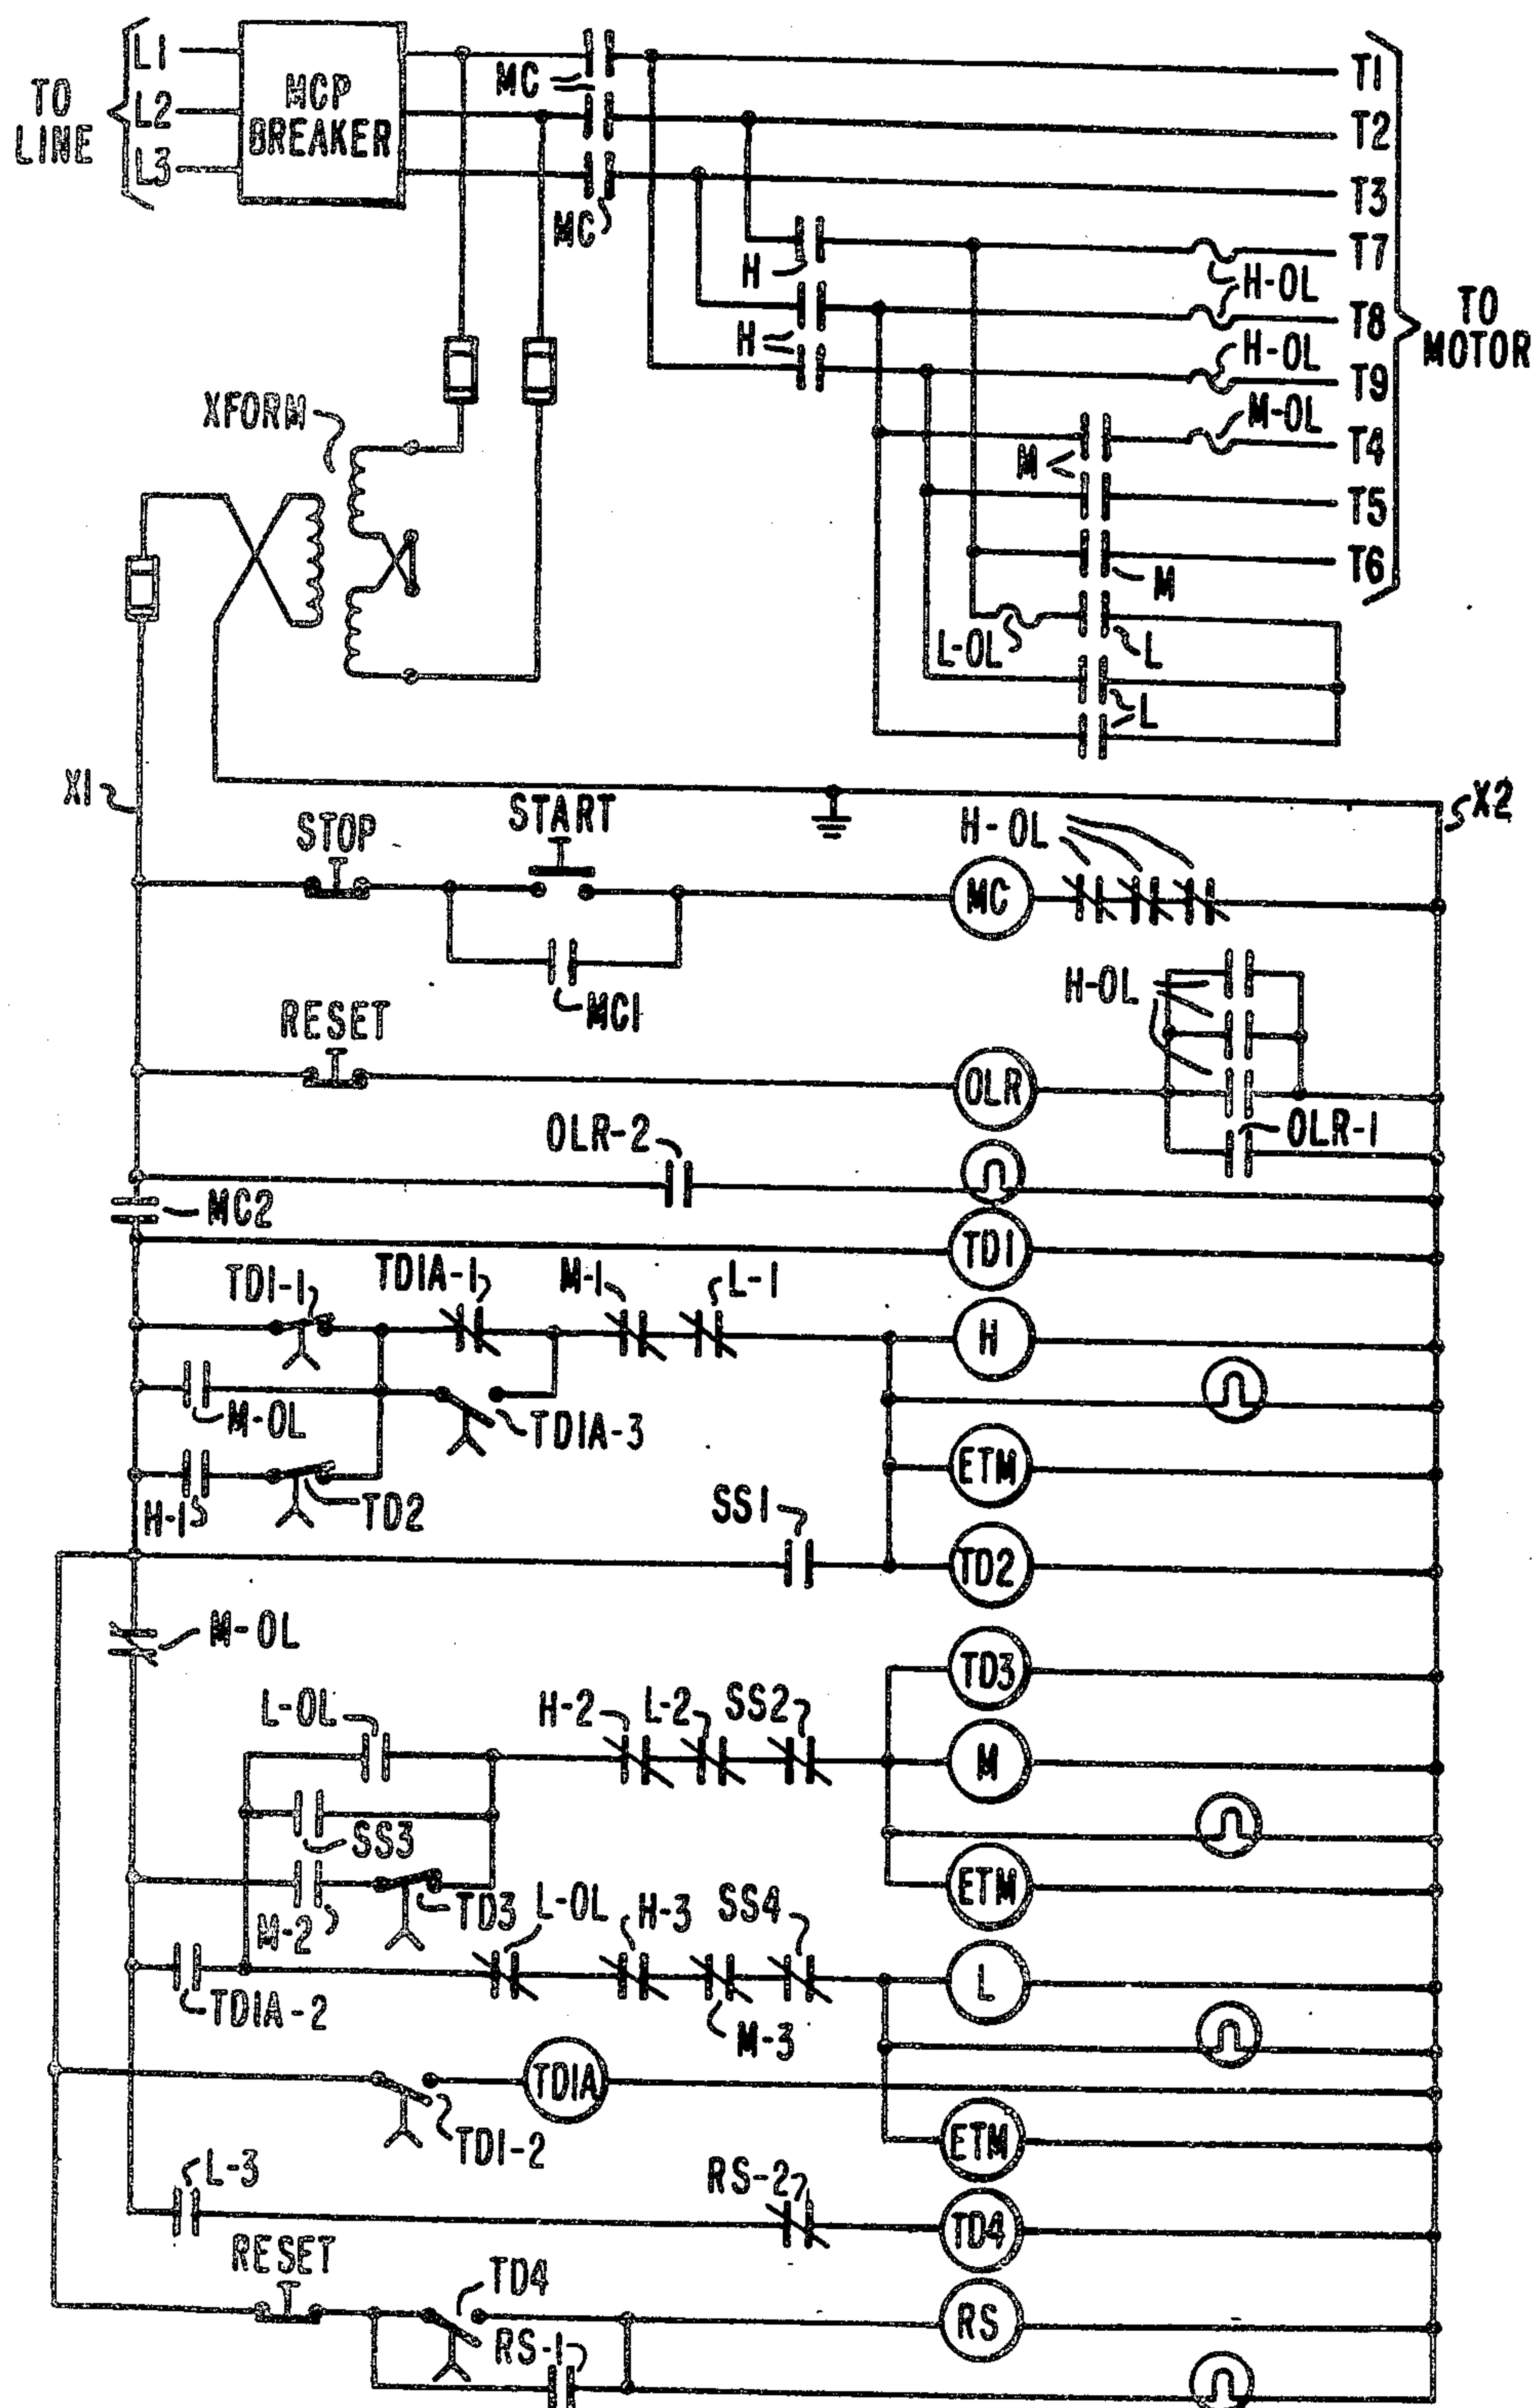 TO
LINE
L1
L2
L3
MCP
BREAKER
MC
MC
T1
T2
T3
T7
T8
T9
T4
T5
T6
TO
MOTOR
H
H
H-OL
H-OL
M-OL
M
M
L-OL
L
L
XFORM
X1
X2
STOP
START
H-OL
MC
MC1
RESET
H-OL
OLR
OLR-1
OLR-2
MC2
TD1
TD1-1
TD1A-1
M-1
L-1
H
M-OL
TD1A-3
H-1
TD2
ETM
SS1
TD2
M-OL
TD3
L-OL
H-2
L-2
SS2
M
SS3
M-2
TD3
ETM
L-OL
H-3
SS4
L
TD1A-2
M-3
TD1A
TD1-2
ETM
L-3
RS-2
TD4
RESET
TD4
RS-1
RS